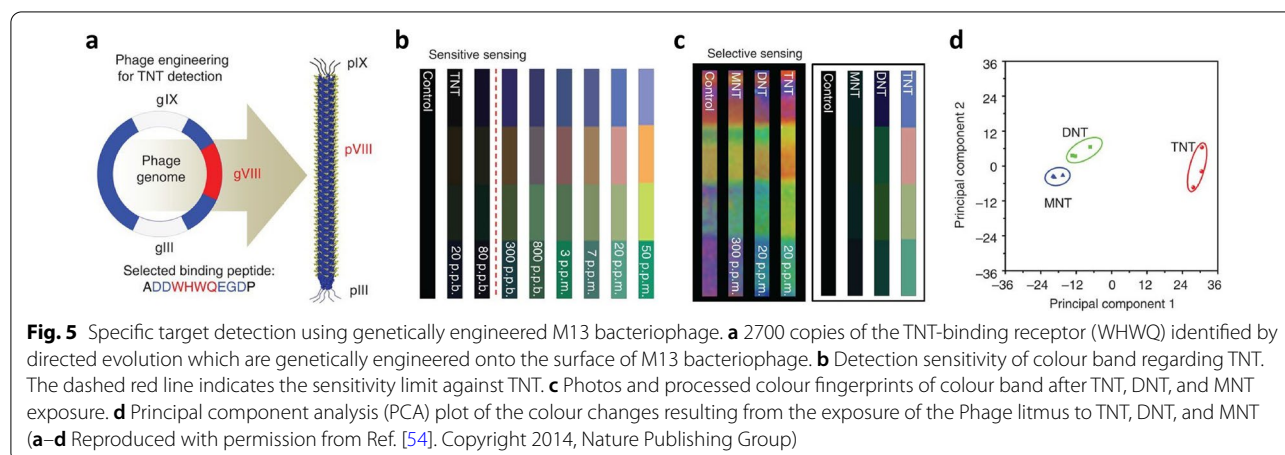 a
Phage engineering
for TNT detection
gIX
Phage
genome
gVIII
gIII
Selected binding peptide:
ADDWHWQEGDP
pIX
pVIII
pIII
b
Sensitive sensing
Control
TNT
20 p.p.b.
80 p.p.b.
300 p.p.b.
800 p.p.b.
3 p.p.m.
7 p.p.m.
20 p.p.m.
50 p.p.m.
c
Selective sensing
Control
MNT
DNT
TNT
300 p.p.m.
20 p.p.m.
20 p.p.m.
Control
MNT
DNT
TNT
d
Principal component 2
36
24
12
0
−12
−24
−36
DNT
TNT
MNT
−36 −24 −12 0 12 24 36
Principal component 1
Fig. 5 Specific target detection using genetically engineered M13 bacteriophage. a 2700 copies of the TNT-binding receptor (WHWQ) identified by
directed evolution which are genetically engineered onto the surface of M13 bacteriophage. b Detection sensitivity of colour band regarding TNT.
The dashed red line indicates the sensitivity limit against TNT. c Photos and processed colour fingerprints of colour band after TNT, DNT, and MNT
exposure. d Principal component analysis (PCA) plot of the colour changes resulting from the exposure of the Phage litmus to TNT, DNT, and MNT
(a–d Reproduced with permission from Ref. [54]. Copyright 2014, Nature Publishing Group)